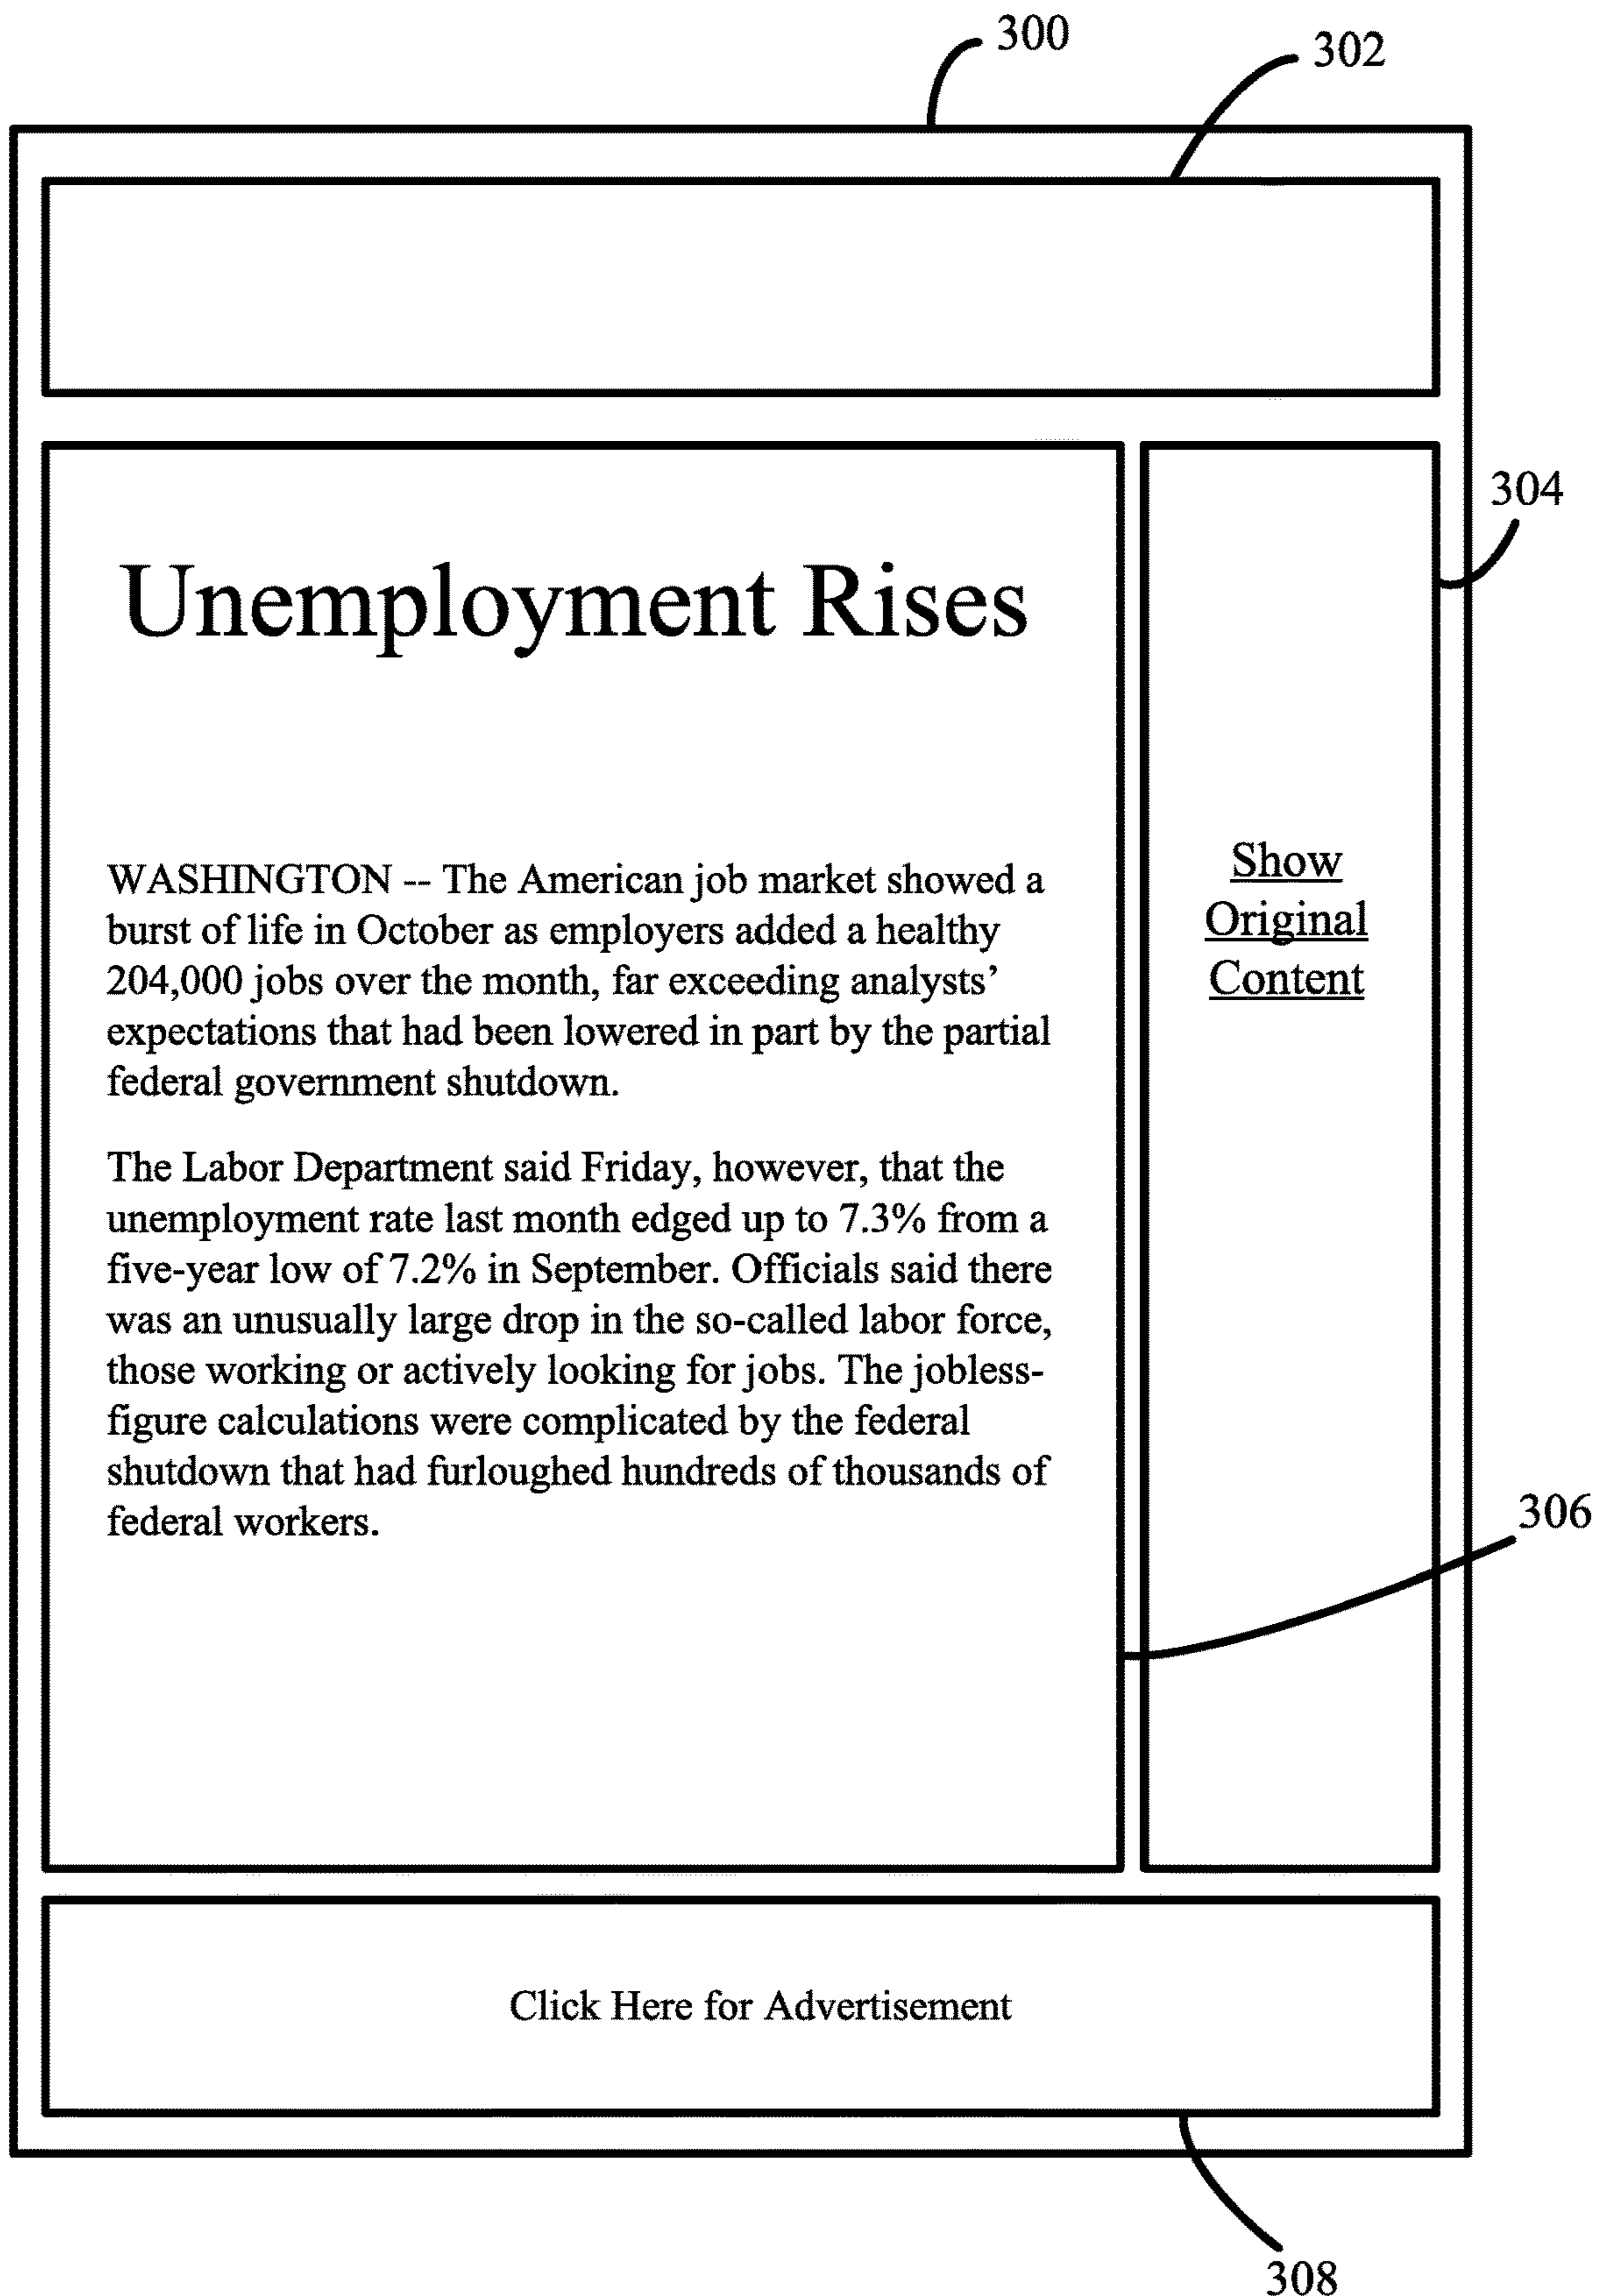 300
302
304
Unemployment Rises
WASHINGTON -- The American job market showed a
burst of life in October as employers added a healthy
204,000 jobs over the month, far exceeding analysts’
expectations that had been lowered in part by the partial
federal government shutdown.
The Labor Department said Friday, however, that the
unemployment rate last month edged up to 7.3% from a
five-year low of 7.2% in September. Officials said there
was an unusually large drop in the so-called labor force,
those working or actively looking for jobs. The jobless-
figure calculations were complicated by the federal
shutdown that had furloughed hundreds of thousands of
federal workers.
Show
Original
Content
306
Click Here for Advertisement
308